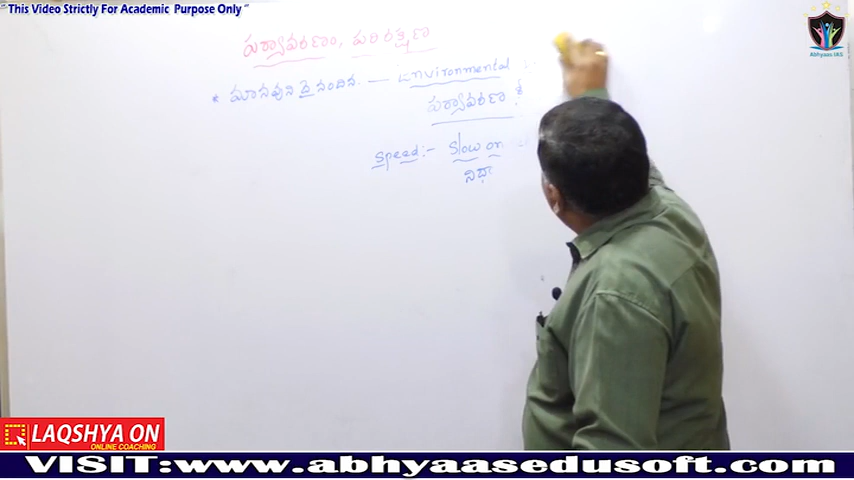 "This Video Strictly For Academic Purpose Only"
Abhyaas IAS
పర్యావరణం, పరిరక్షణ
* మానవుని దైనందిన — Environmental
పర్యావరణ
speed:- slow or
LAQSHYA ON
ONLINE COACHING
VISIT:www.abhyaasedusoft.com